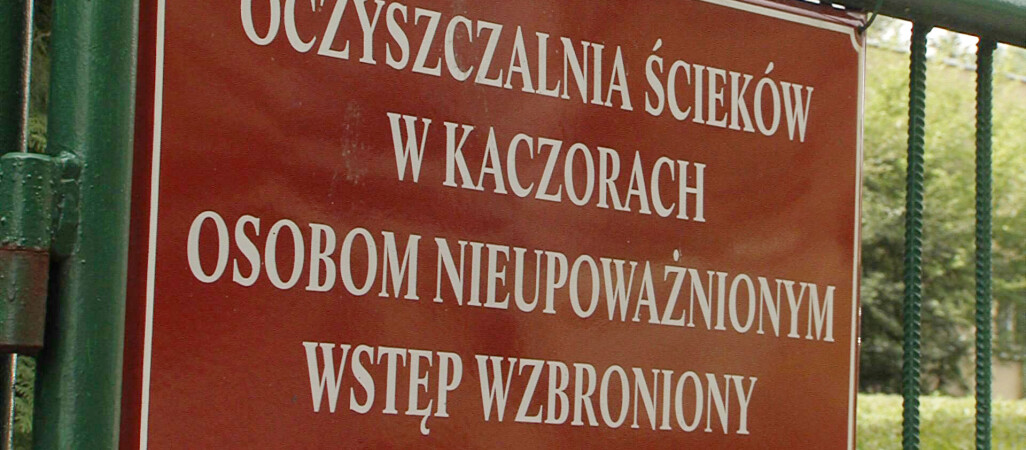 OCZYSZCZALNIA ŚCIEKÓW
W KACZORACH
OSOBOM NIEUPOWAŻNIONYM
WSTĘP WZBRONIONY